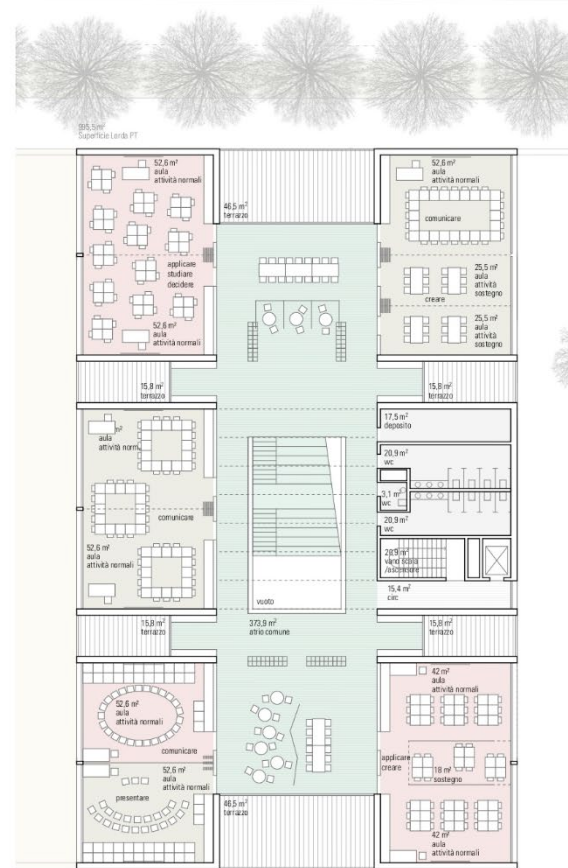 Superficie Lorda PT
52,6 m²
aula
attività normali
applicare
studiare
decidere
52,6 m²
aula
attività normali
46,5 m²
terrazzo
52,6 m²
aula
attività normali
comunicare
25,5 m²
aula
attività
sostegno
creare
25,5 m²
aula
attività
sostegno
15,8 m²
terrazzo
15,8 m²
terrazzo
m²
aula
attività normali
comunicare
52,6 m²
aula
attività normali
17,5 m²
deposito
20,9 m²
wc
3,1 m²
wc
20,9 m²
wc
vano scala
/ascensore
15,4 m²
circ
vuoto
15,8 m²
terrazzo
373,9 m²
atrio comune
15,8 m²
terrazzo
52,6 m²
aula
attività normali
comunicare
52,6 m²
aula
attività normali
presentare
42 m²
aula
attività normali
applicare
creare
18 m²
sostegno
42 m²
aula
attività normali
46,5 m²
terrazzo